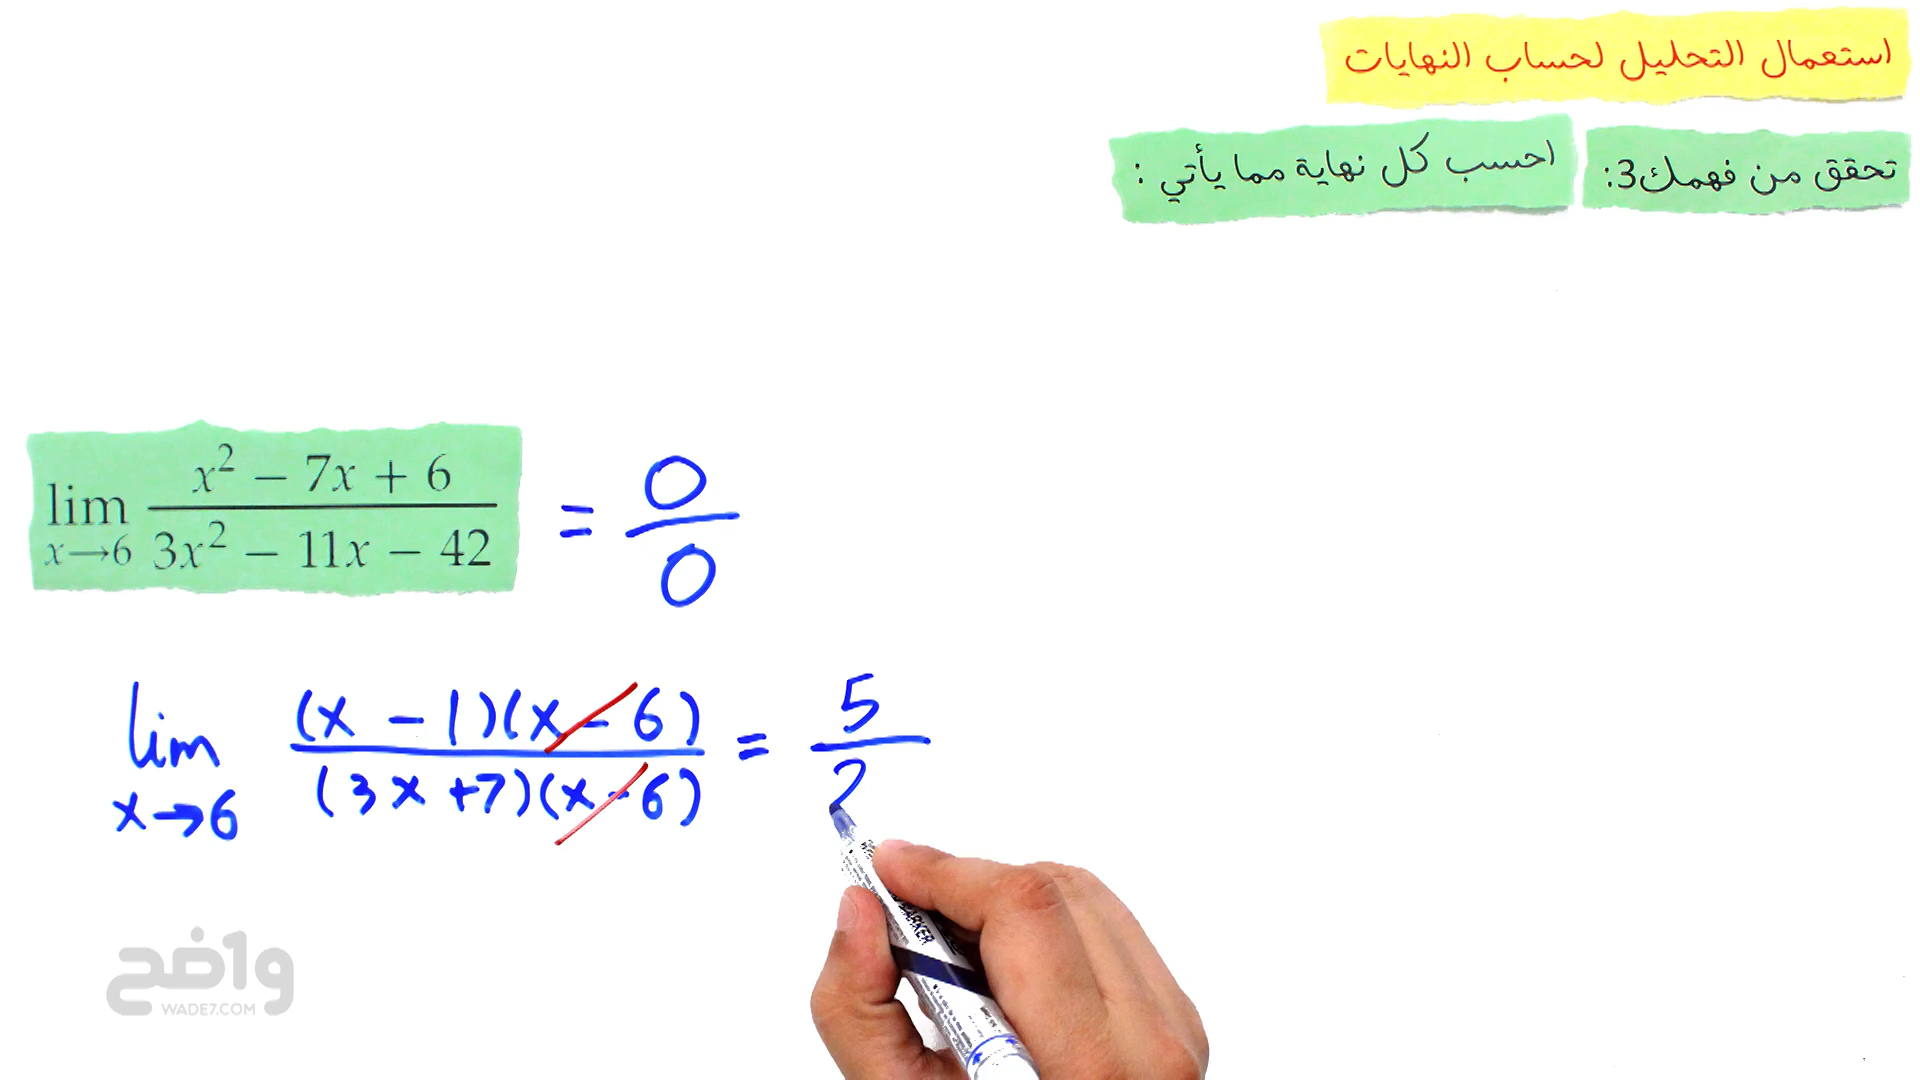 استعمال التحليل لحساب النهايات
تحقق من فهمك3: احسب كل نهاية مما يأتي :
lim x→6 (x² − 7x + 6)/(3x² − 11x − 42) = 0/0
lim x→6 ((x − 1)(x − 6))/((3x + 7)(x − 6)) = 5/2
واضح
WADE7.COM